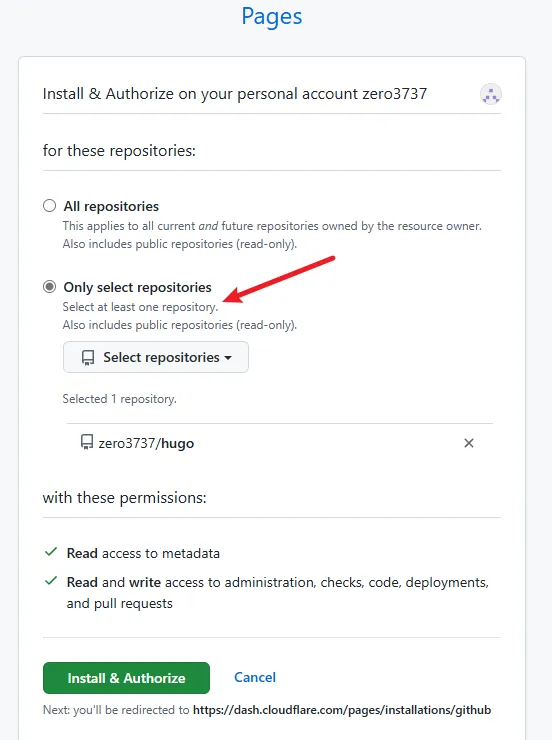 Pages
Install & Authorize on your personal account zero3737
for these repositories:
All repositories
This applies to all current and future repositories owned by the resource owner.
Also includes public repositories (read-only).
Only select repositories
Select at least one repository.
Also includes public repositories (read-only).
Select repositories
Selected 1 repository.
zero3737/hugo
with these permissions:
Read access to metadata
Read and write access to administration, checks, code, deployments,
and pull requests
Install & Authorize Cancel
Next: you'll be redirected to https://dash.cloudflare.com/pages/installations/github